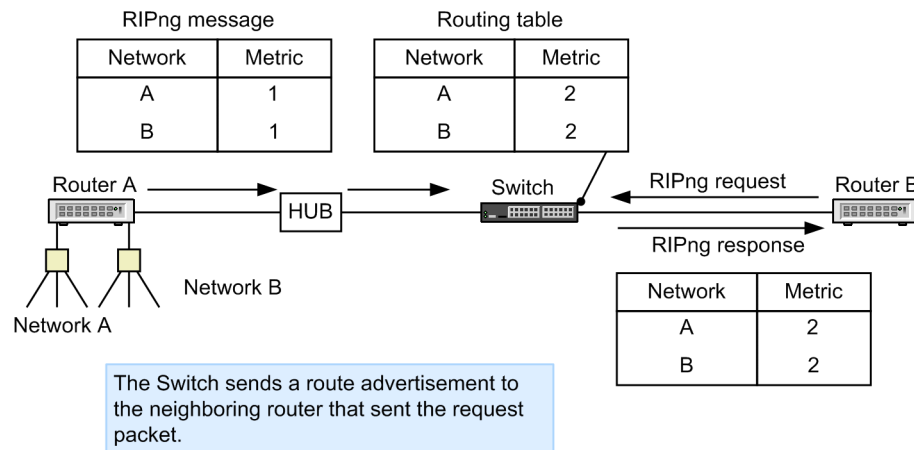 RIPng message
Routing table
Network Metric
A 1
B 1
Network Metric
A 2
B 2
Router A
HUB
Switch
RIPng request
Router B
RIPng response
Network B
Network A
Network Metric
A 2
B 2
The Switch sends a route advertisement to
the neighboring router that sent the request
packet.